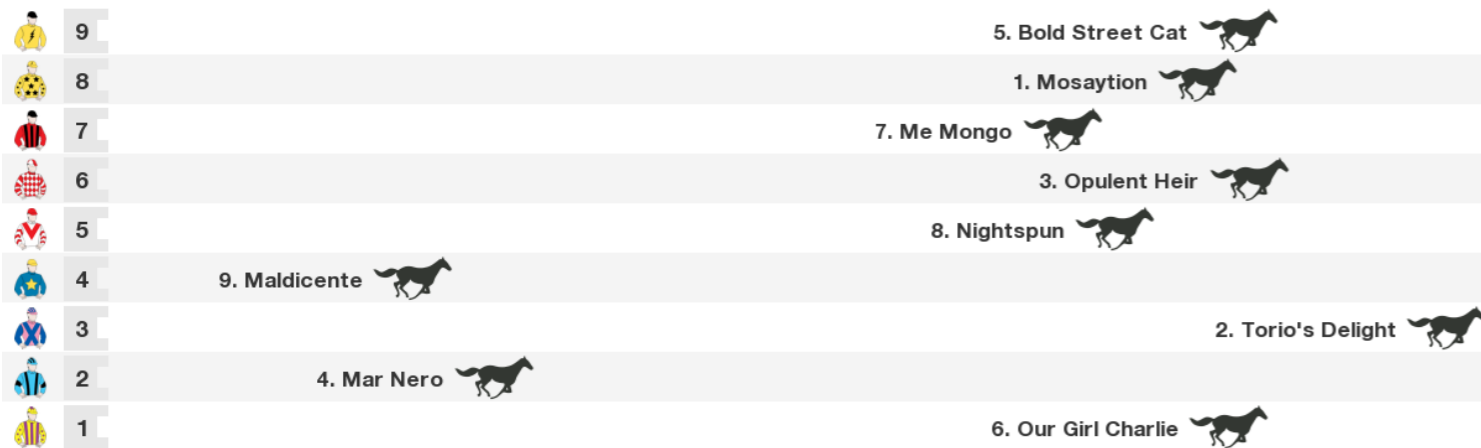 9 5. Bold Street Cat
8 1. Mosaytion
7 7. Me Mongo
6 3. Opulent Heir
5 8. Nightspun
4 9. Maldicente
3 2. Torio's Delight
2 4. Mar Nero
1 6. Our Girl Charlie